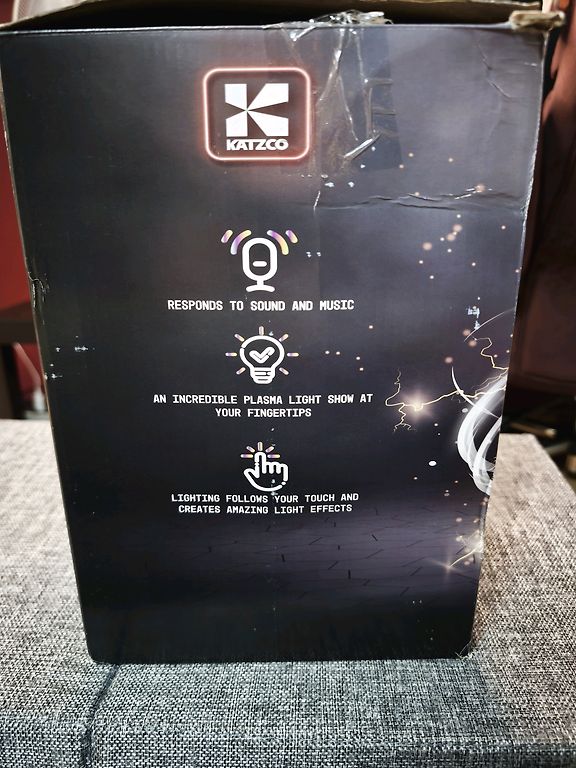 KATZCO
RESPONDS TO SOUND AND MUSIC
AN INCREDIBLE PLASMA LIGHT SHOW AT
YOUR FINGERTIPS
LIGHTING FOLLOWS YOUR TOUCH AND
CREATES AMAZING LIGHT EFFECTS